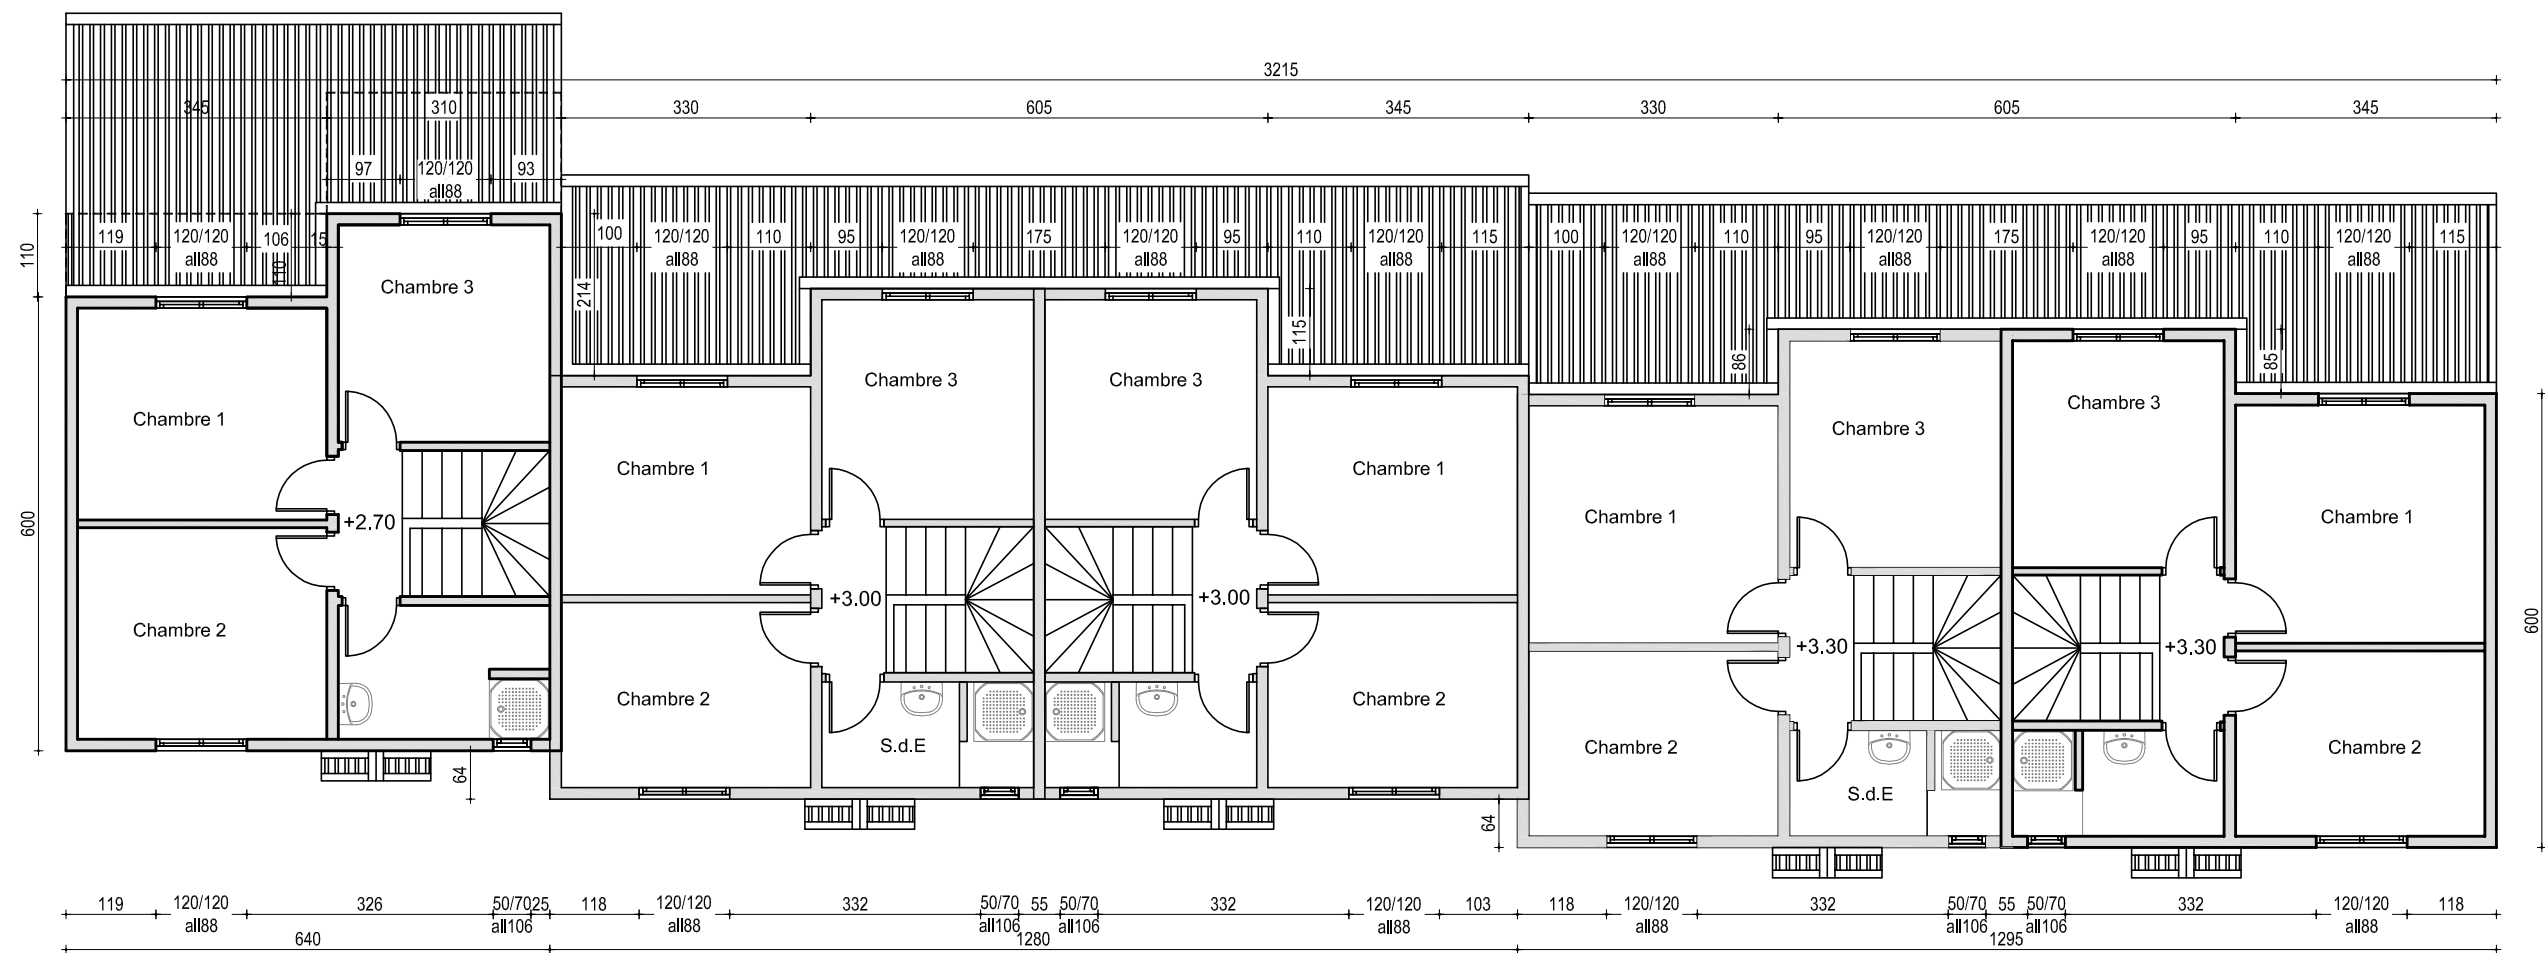 3215
345 310 330 605 345 330 605 345
97 120/120 93
all88
119 120/120 106 15 100 120/120 110 95 120/120 175 120/120 95 110 120/120 115 100 120/120 110 95 120/120 175 120/120 95 110 120/120 115
all88 all88 all88 all88 all88 all88 all88 all88 all88
110
110
214
115
86
85
Chambre 3
Chambre 3 Chambre 3
Chambre 3
Chambre 3
Chambre 1
Chambre 1 Chambre 1
Chambre 1 Chambre 1
600
+2.70
+3.00 +3.00
600
Chambre 2
+3.30 +3.30
Chambre 2 Chambre 2
S.d.E
Chambre 2 Chambre 2
64
S.d.E
64
119 120/120 326 50/70 25 118 120/120 332 50/70 55 50/70 332 120/120 103 118 120/120 332 50/70 55 50/70 332 120/120 118
all88 all106 all88 all106 all106 all88 all88 all106 all106 all88
640 1280 1295